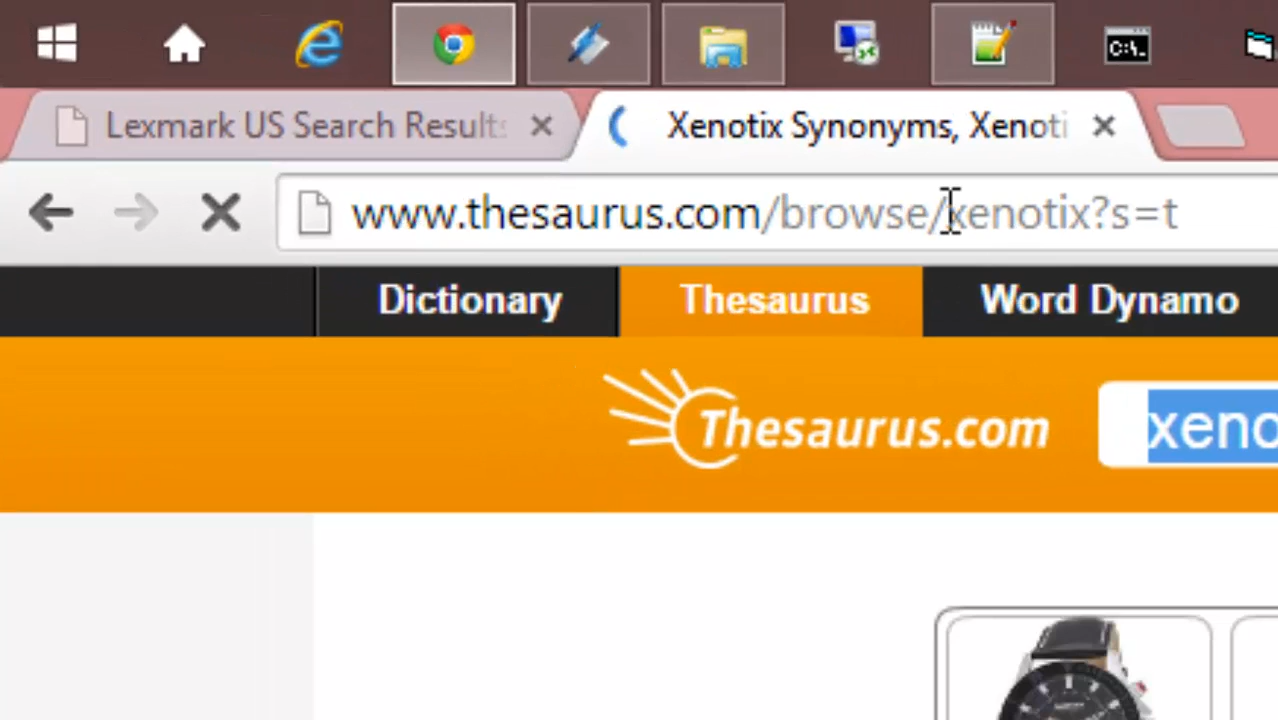 C:\.
Lexmark US Search Results
Xenotix Synonyms, Xenoti
www.thesaurus.com/browse/xenotix?s=t
Dictionary
Thesaurus
Word Dynamo
Thesaurus.com
xeno